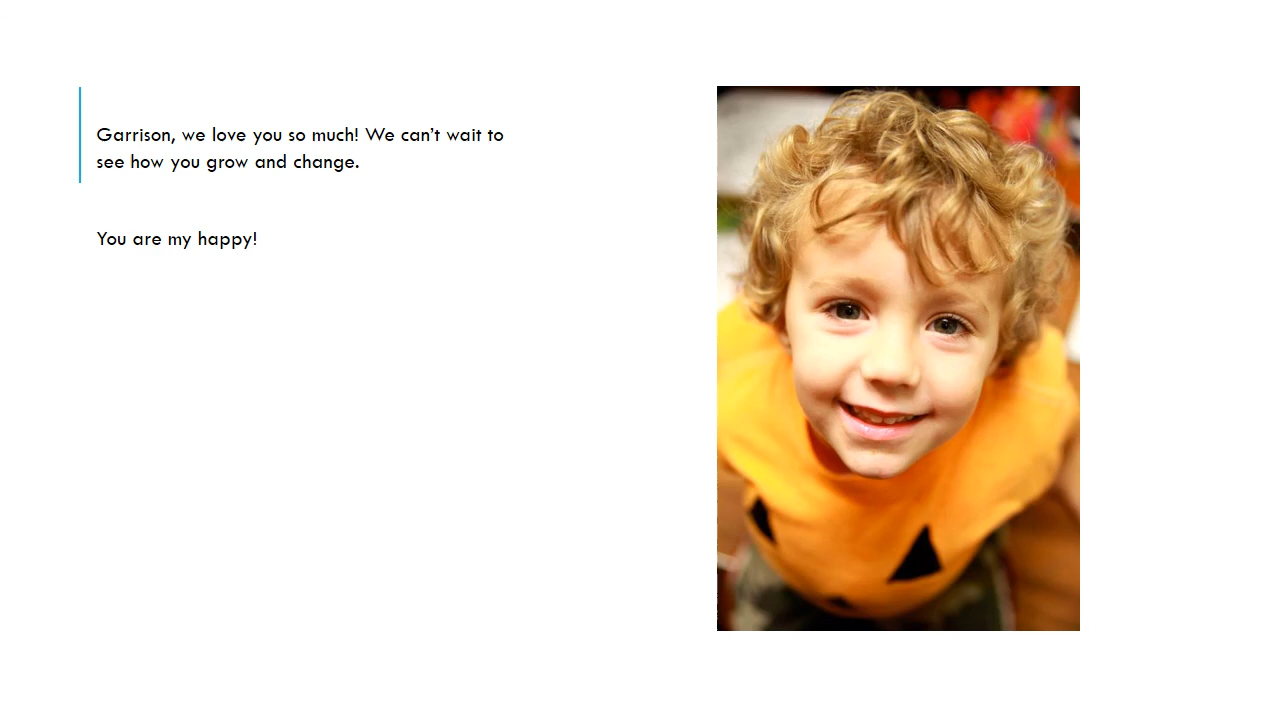 Garrison, we love you so much! We can’t wait to
see how you grow and change.
You are my happy!